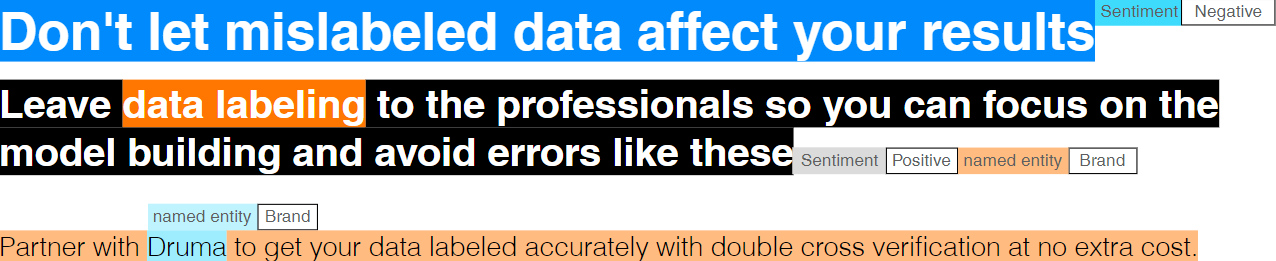 Don't let mislabeled data affect your results Sentiment Negative
Leave data labeling to the professionals so you can focus on the
model building and avoid errors like these Sentiment Positive named entity Brand
named entity Brand
Partner with Druma to get your data labeled accurately with double cross verification at no extra cost.